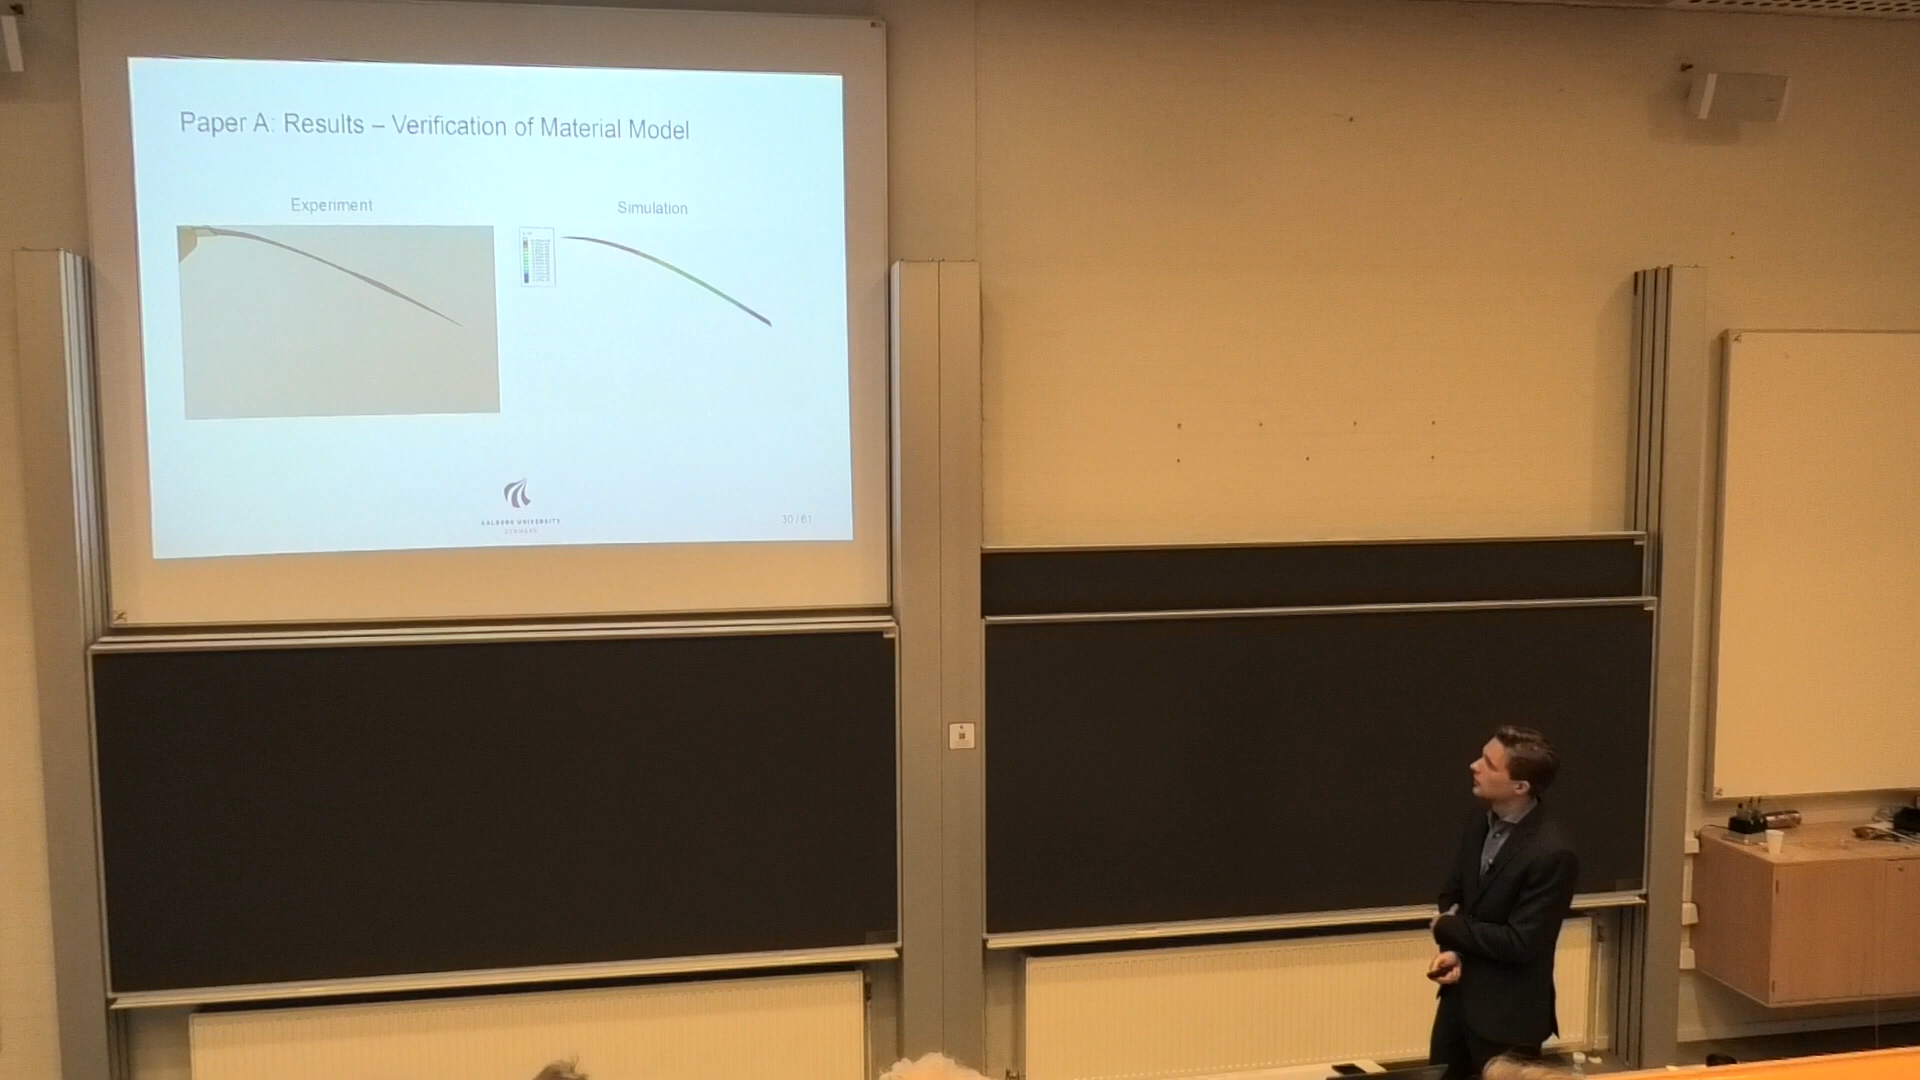 Paper A: Results – Verification of Material Model
Experiment
Simulation
AALBORG UNIVERSITY
DENMARK
30 / 61